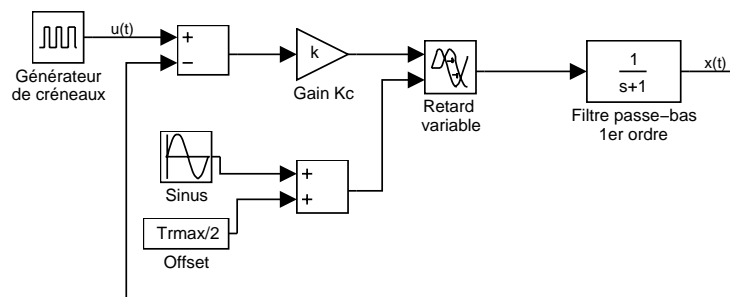 u(t)
+
−
Générateur
de créneaux
k
Gain Kc
Retard
variable
1
s+1
Filtre passe−bas
1er ordre
x(t)
Sinus
+
+
Trmax/2
Offset